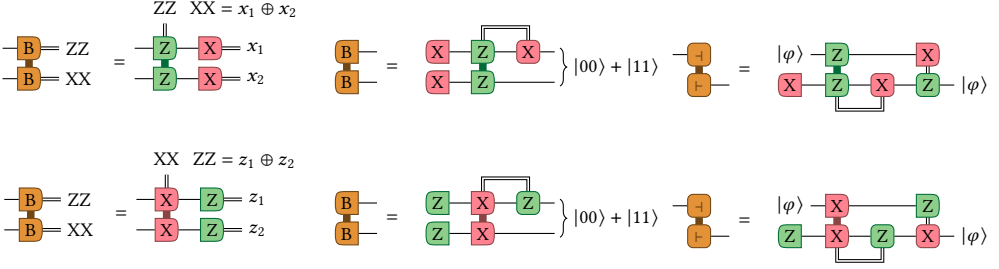 ZZ XX = x₁ ⊕ x₂
B ZZ = Z X x₁ B = X Z X |00⟩ + |11⟩ ⊣ = |φ⟩ Z X
B XX Z X x₂ B X Z ⊢ X Z X Z |φ⟩
XX ZZ = z₁ ⊕ z₂
B ZZ = X Z z₁ B = Z X Z |00⟩ + |11⟩ ⊣ = |φ⟩ X Z
B XX X Z z₂ B Z X ⊢ Z X Z X |φ⟩